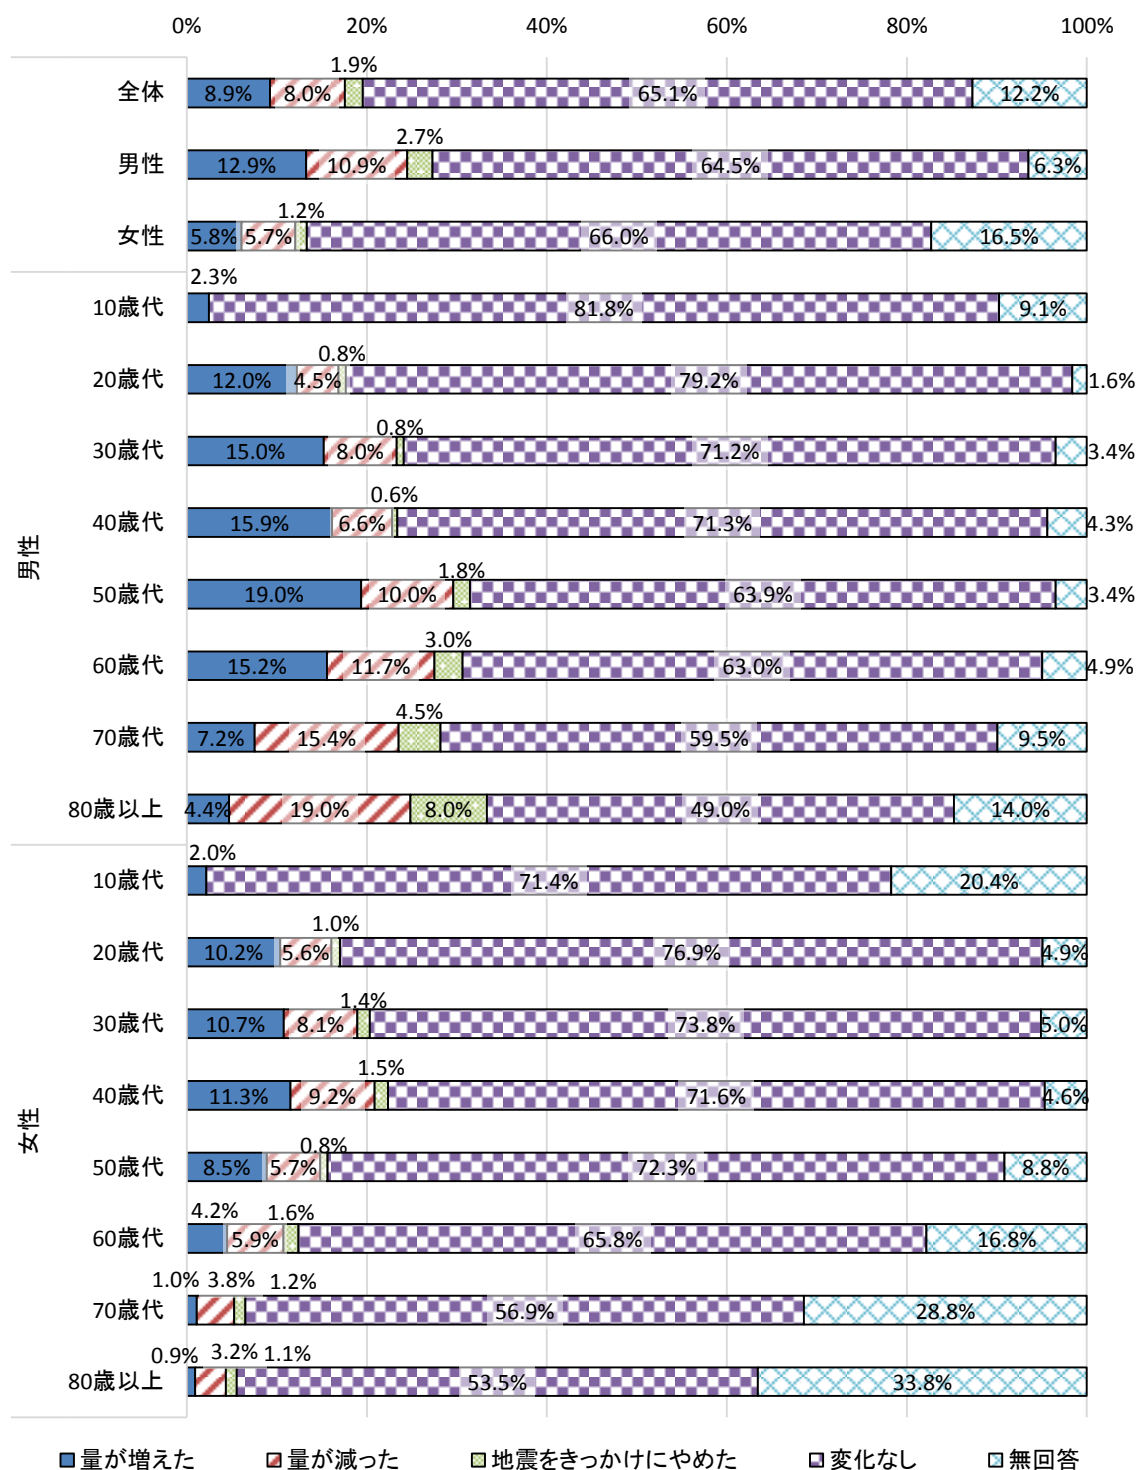 0% 20% 40% 60% 80% 100%
全体 8.9% 8.0% 1.9% 65.1% 12.2%
男性 12.9% 10.9% 2.7% 64.5% 6.3%
女性 5.8% 5.7% 1.2% 66.0% 16.5%
男性
10歳代 2.3% 81.8% 9.1%
20歳代 12.0% 4.5% 0.8% 79.2% 1.6%
30歳代 15.0% 8.0% 0.8% 71.2% 3.4%
40歳代 15.9% 6.6% 0.6% 71.3% 4.3%
50歳代 19.0% 10.0% 1.8% 63.9% 3.4%
60歳代 15.2% 11.7% 3.0% 63.0% 4.9%
70歳代 7.2% 15.4% 4.5% 59.5% 9.5%
80歳以上 4.4% 19.0% 8.0% 49.0% 14.0%
女性
10歳代 2.0% 71.4% 20.4%
20歳代 10.2% 5.6% 1.0% 76.9% 4.9%
30歳代 10.7% 8.1% 1.4% 73.8% 5.0%
40歳代 11.3% 9.2% 1.5% 71.6% 4.6%
50歳代 8.5% 5.7% 0.8% 72.3% 8.8%
60歳代 4.2% 5.9% 1.6% 65.8% 16.8%
70歳代 1.0% 3.8% 1.2% 56.9% 28.8%
80歳以上 0.9% 3.2% 1.1% 53.5% 33.8%
量が増えた 量が減った 地震をきっかけにやめた 変化なし 無回答